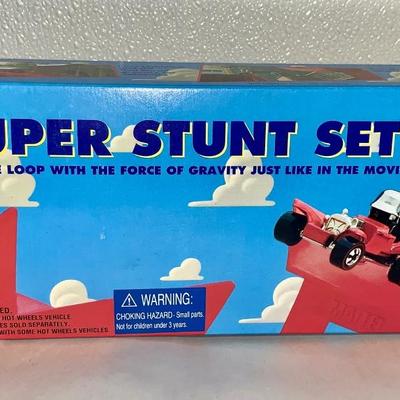 UPER STUNT SET
E LOOP WITH THE FORCE OF GRAVITY JUST LIKE IN THE MOVI
⚠ WARNING:
CHOKING HAZARD- Small parts.
Not for children under 3 years.
ED.
HOT WHEELS VEHICLE
ES SOLD SEPARATELY.
WITH SOME HOT WHEELS VEHICLES